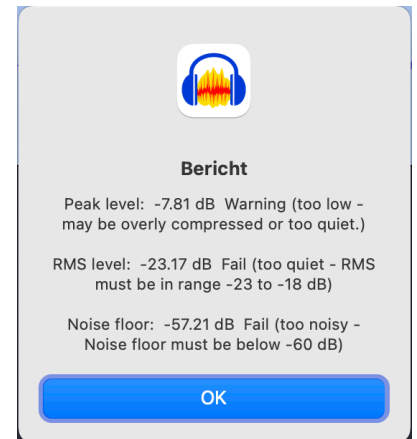 Bericht
Peak level:  -7.81 dB  Warning (too low -
may be overly compressed or too quiet.)
RMS level:  -23.17 dB  Fail (too quiet - RMS
must be in range -23 to -18 dB)
Noise floor:  -57.21 dB  Fail (too noisy -
Noise floor must be below -60 dB)
OK